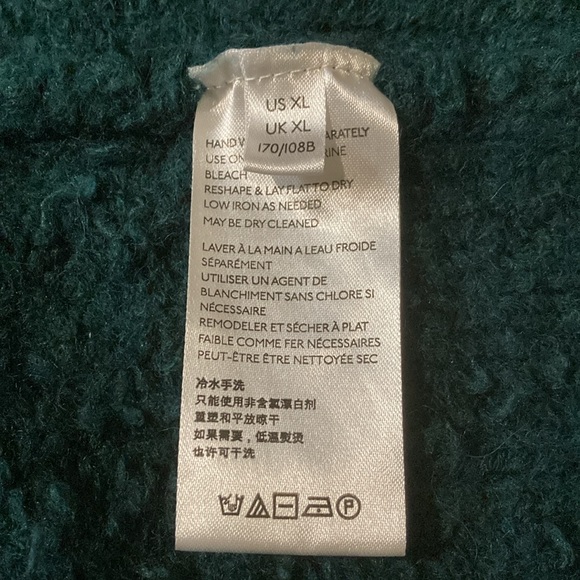 US XL
UK XL
170/108B
HAND
ARATELY
USE
BLEACH
RESHAPE & LAY FLAT TO DRY
LOW IRON AS NEEDED
MAY BE DRY CLEANED
LAVER À LA MAIN A LEAU FROIDE
SÉPARÉMENT
UTILISER UN AGENT DE
BLANCHIMENT SANS CHLORE SI
NÉCESSAIRE
REMODELER ET SÉCHER À PLAT
FAIBLE COMME FER NÉCESSAIRES
PEUT-ÊTRE ÊTRE NETTOYÉE SEC
冷水手洗
只能使用非含氯漂白剂
重塑和平放晾干
如果需要，低温熨烫
也许可干洗